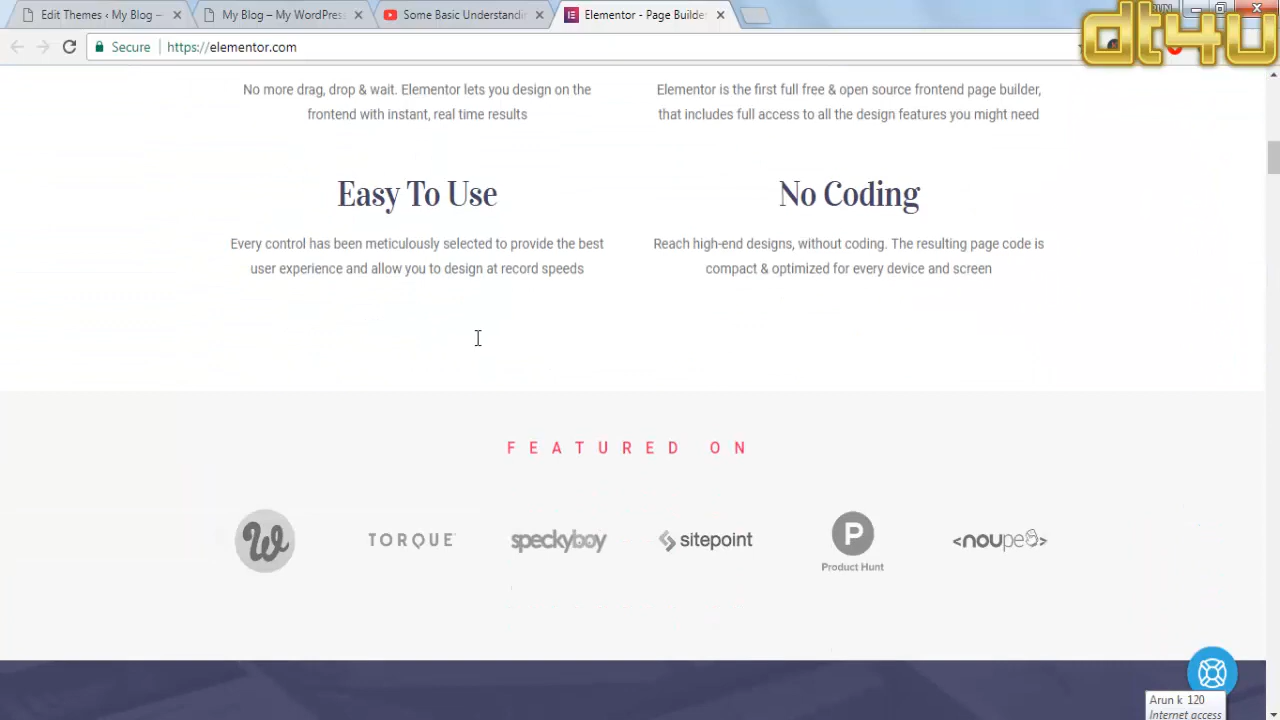 Edit Themes ‹ My Blog –
My Blog – My WordPress
Some Basic Understandin
Elementor - Page Builder
Secure
https://elementor.com
dt4u
No more drag, drop & wait. Elementor lets you design on the
frontend with instant, real time results
Elementor is the first full free & open source frontend page builder,
that includes full access to all the design features you might need
Easy To Use
Every control has been meticulously selected to provide the best
user experience and allow you to design at record speeds
No Coding
Reach high-end designs, without coding. The resulting page code is
compact & optimized for every device and screen
FEATURED ON
W
TORQUE
speckyboy
sitepoint
P
Product Hunt
<noupe>
Arun k 120
Internet access